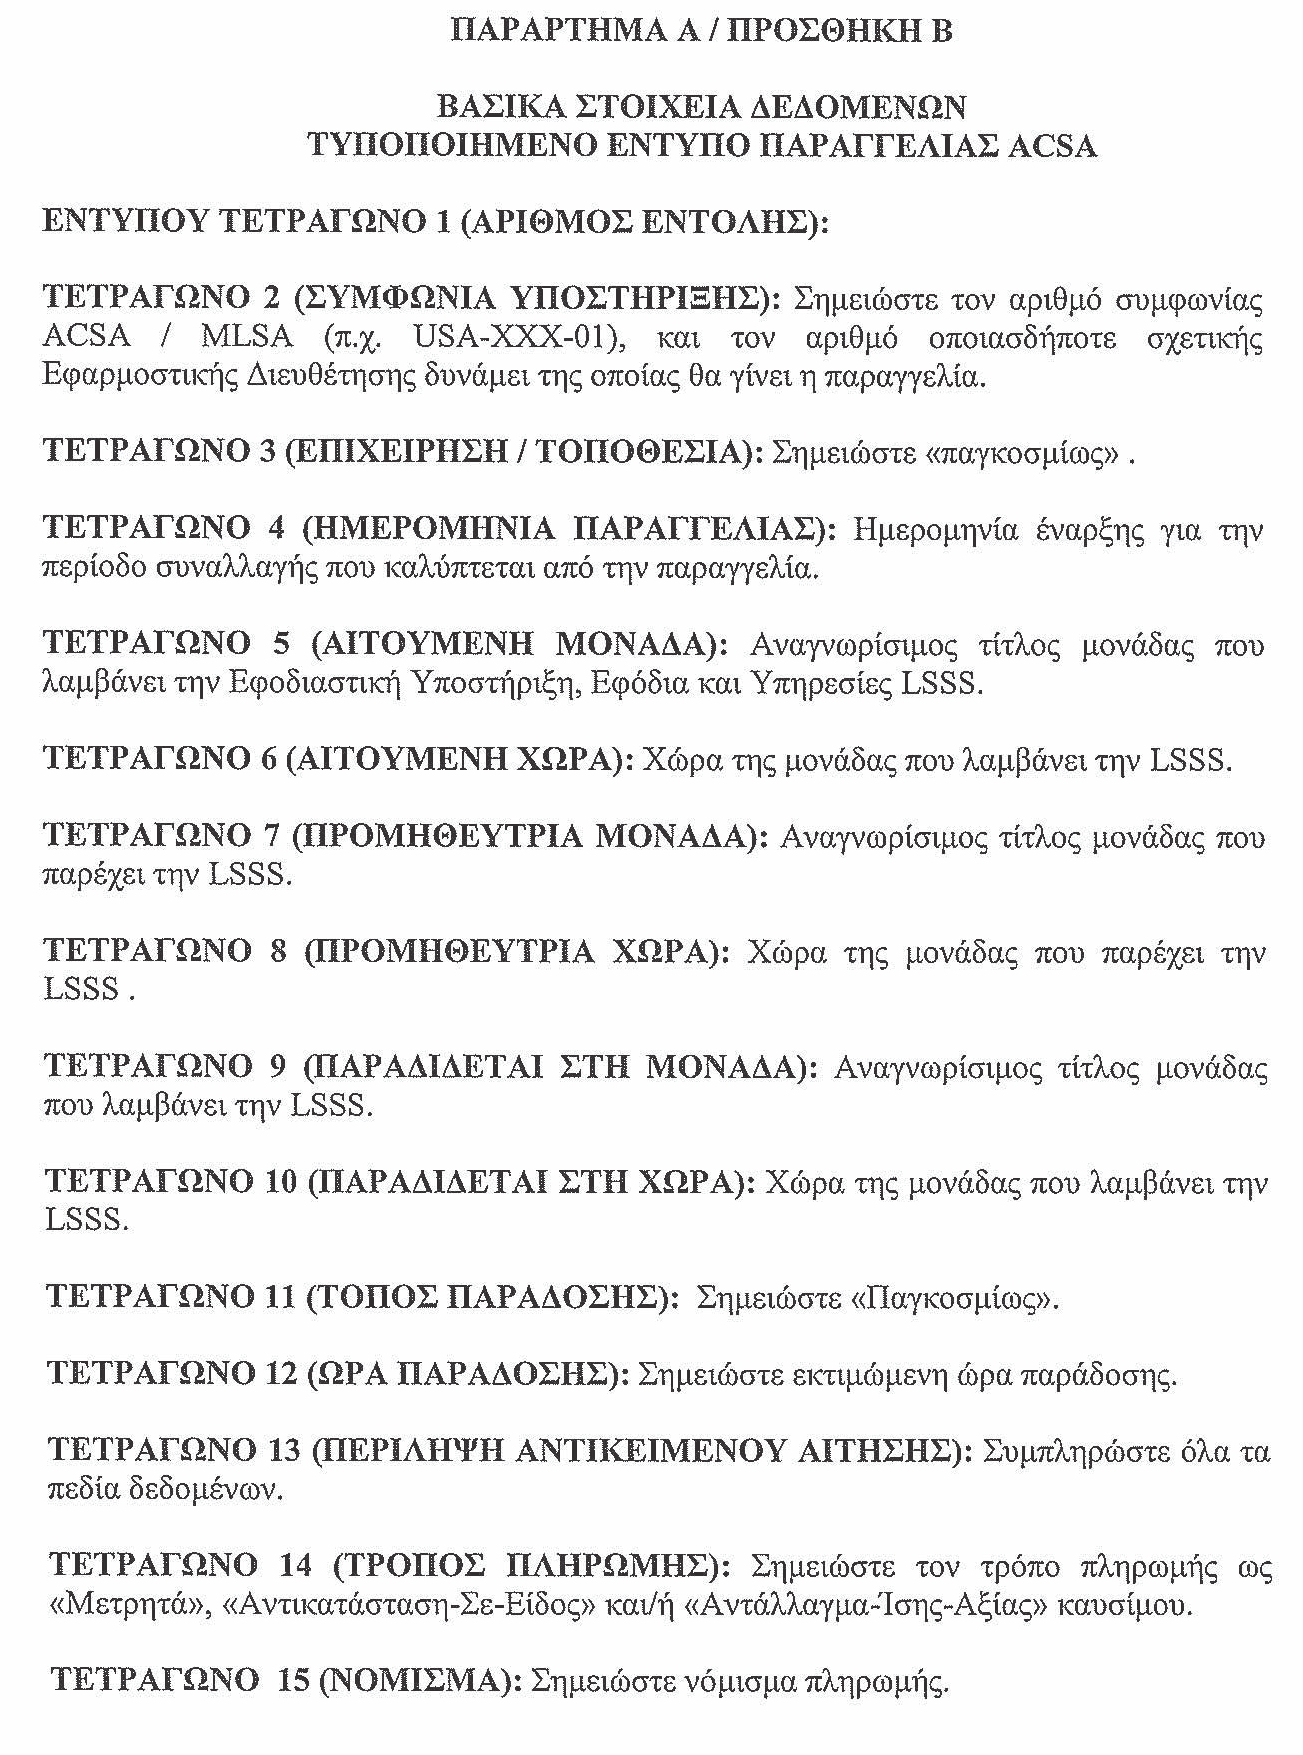 ΠΑΡΑΡΤΗΜΑ Α / ΠΡΟΣΘΗΚΗ Β
ΒΑΣΙΚΑ ΣΤΟΙΧΕΙΑ ΔΕΔΟΜΕΝΩΝ
ΤΥΠΟΠΟΙΗΜΕΝΟ ΕΝΤΥΠΟ ΠΑΡΑΓΓΕΛΙΑΣ ACSA
ΕΝΤΥΠΟΥ ΤΕΤΡΑΓΩΝΟ 1 (ΑΡΙΘΜΟΣ ΕΝΤΟΛΗΣ):
ΤΕΤΡΑΓΩΝΟ 2 (ΣΥΜΦΩΝΙΑ ΥΠΟΣΤΗΡΙΞΗΣ): Σημειώστε τον αριθμό συμφωνίας
ACSA / MLSA (π.χ. USA-XXX-01), και τον αριθμό οποιασδήποτε σχετικής
Εφαρμοστικής Διευθέτησης δυνάμει της οποίας θα γίνει η παραγγελία.
ΤΕΤΡΑΓΩΝΟ 3 (ΕΠΙΧΕΙΡΗΣΗ / ΤΟΠΟΘΕΣΙΑ): Σημειώστε «παγκοσμίως» .
ΤΕΤΡΑΓΩΝΟ 4 (ΗΜΕΡΟΜΗΝΙΑ ΠΑΡΑΓΓΕΛΙΑΣ): Ημερομηνία έναρξης για την
περίοδο συναλλαγής που καλύπτεται από την παραγγελία.
ΤΕΤΡΑΓΩΝΟ 5 (ΑΙΤΟΥΜΕΝΗ ΜΟΝΑΔΑ): Αναγνωρίσιμος τίτλος μονάδας που
λαμβάνει την Εφοδιαστική Υποστήριξη, Εφόδια και Υπηρεσίες LSSS.
ΤΕΤΡΑΓΩΝΟ 6 (ΑΙΤΟΥΜΕΝΗ ΧΩΡΑ): Χώρα της μονάδας που λαμβάνει την LSSS.
ΤΕΤΡΑΓΩΝΟ 7 (ΠΡΟΜΗΘΕΥΤΡΙΑ ΜΟΝΑΔΑ): Αναγνωρίσιμος τίτλος μονάδας που
παρέχει την LSSS.
ΤΕΤΡΑΓΩΝΟ 8 (ΠΡΟΜΗΘΕΥΤΡΙΑ ΧΩΡΑ): Χώρα της μονάδας που παρέχει την
LSSS .
ΤΕΤΡΑΓΩΝΟ 9 (ΠΑΡΑΔΙΔΕΤΑΙ ΣΤΗ ΜΟΝΑΔΑ): Αναγνωρίσιμος τίτλος μονάδας
που λαμβάνει την LSSS.
ΤΕΤΡΑΓΩΝΟ 10 (ΠΑΡΑΔΙΔΕΤΑΙ ΣΤΗ ΧΩΡΑ): Χώρα της μονάδας που λαμβάνει την
LSSS.
ΤΕΤΡΑΓΩΝΟ 11 (ΤΟΠΟΣ ΠΑΡΑΔΟΣΗΣ): Σημειώστε «Παγκοσμίως».
ΤΕΤΡΑΓΩΝΟ 12 (ΩΡΑ ΠΑΡΑΔΟΣΗΣ): Σημειώστε εκτιμώμενη ώρα παράδοσης.
ΤΕΤΡΑΓΩΝΟ 13 (ΠΕΡΙΛΗΨΗ ΑΝΤΙΚΕΙΜΕΝΟΥ ΑΙΤΗΣΗΣ): Συμπληρώστε όλα τα
πεδία δεδομένων.
ΤΕΤΡΑΓΩΝΟ 14 (ΤΡΟΠΟΣ ΠΛΗΡΩΜΗΣ): Σημειώστε τον τρόπο πληρωμής ως
«Μετρητά», «Αντικατάσταση-Σε-Είδος» και/ή «Αντάλλαγμα-Ίσης-Αξίας» καυσίμου.
ΤΕΤΡΑΓΩΝΟ 15 (ΝΟΜΙΣΜΑ): Σημειώστε νόμισμα πληρωμής.